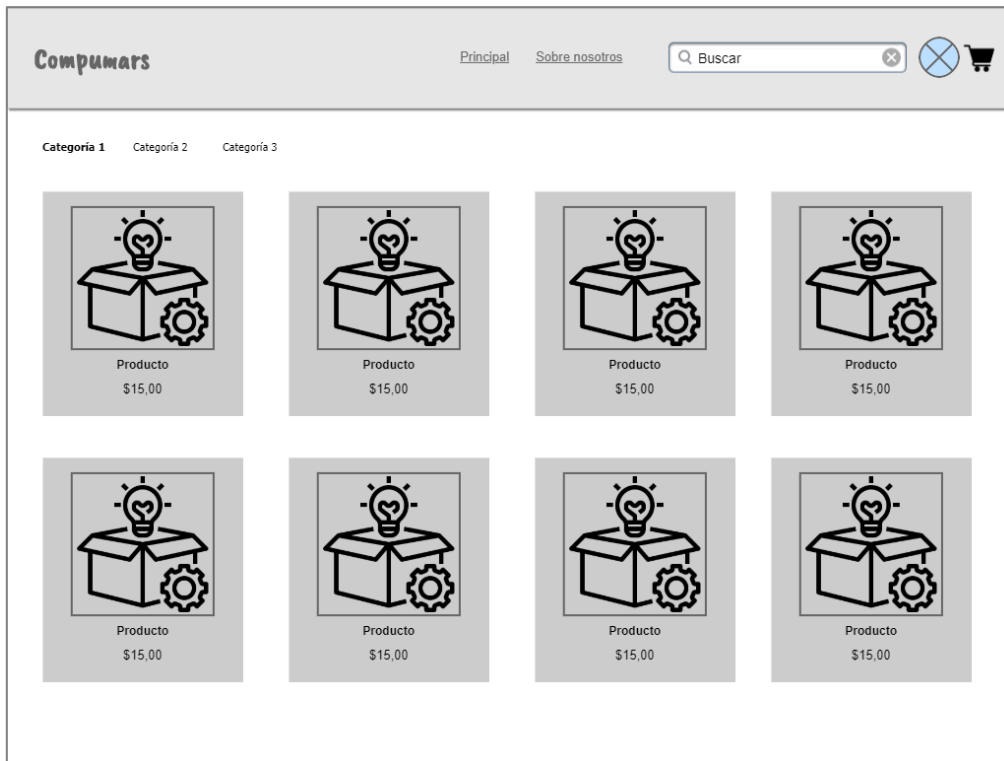 Compumars
Principal Sobre nosotros Buscar
Categoría 1 Categoría 2 Categoría 3
Producto Producto Producto Producto
$15,00 $15,00 $15,00 $15,00
Producto Producto Producto Producto
$15,00 $15,00 $15,00 $15,00